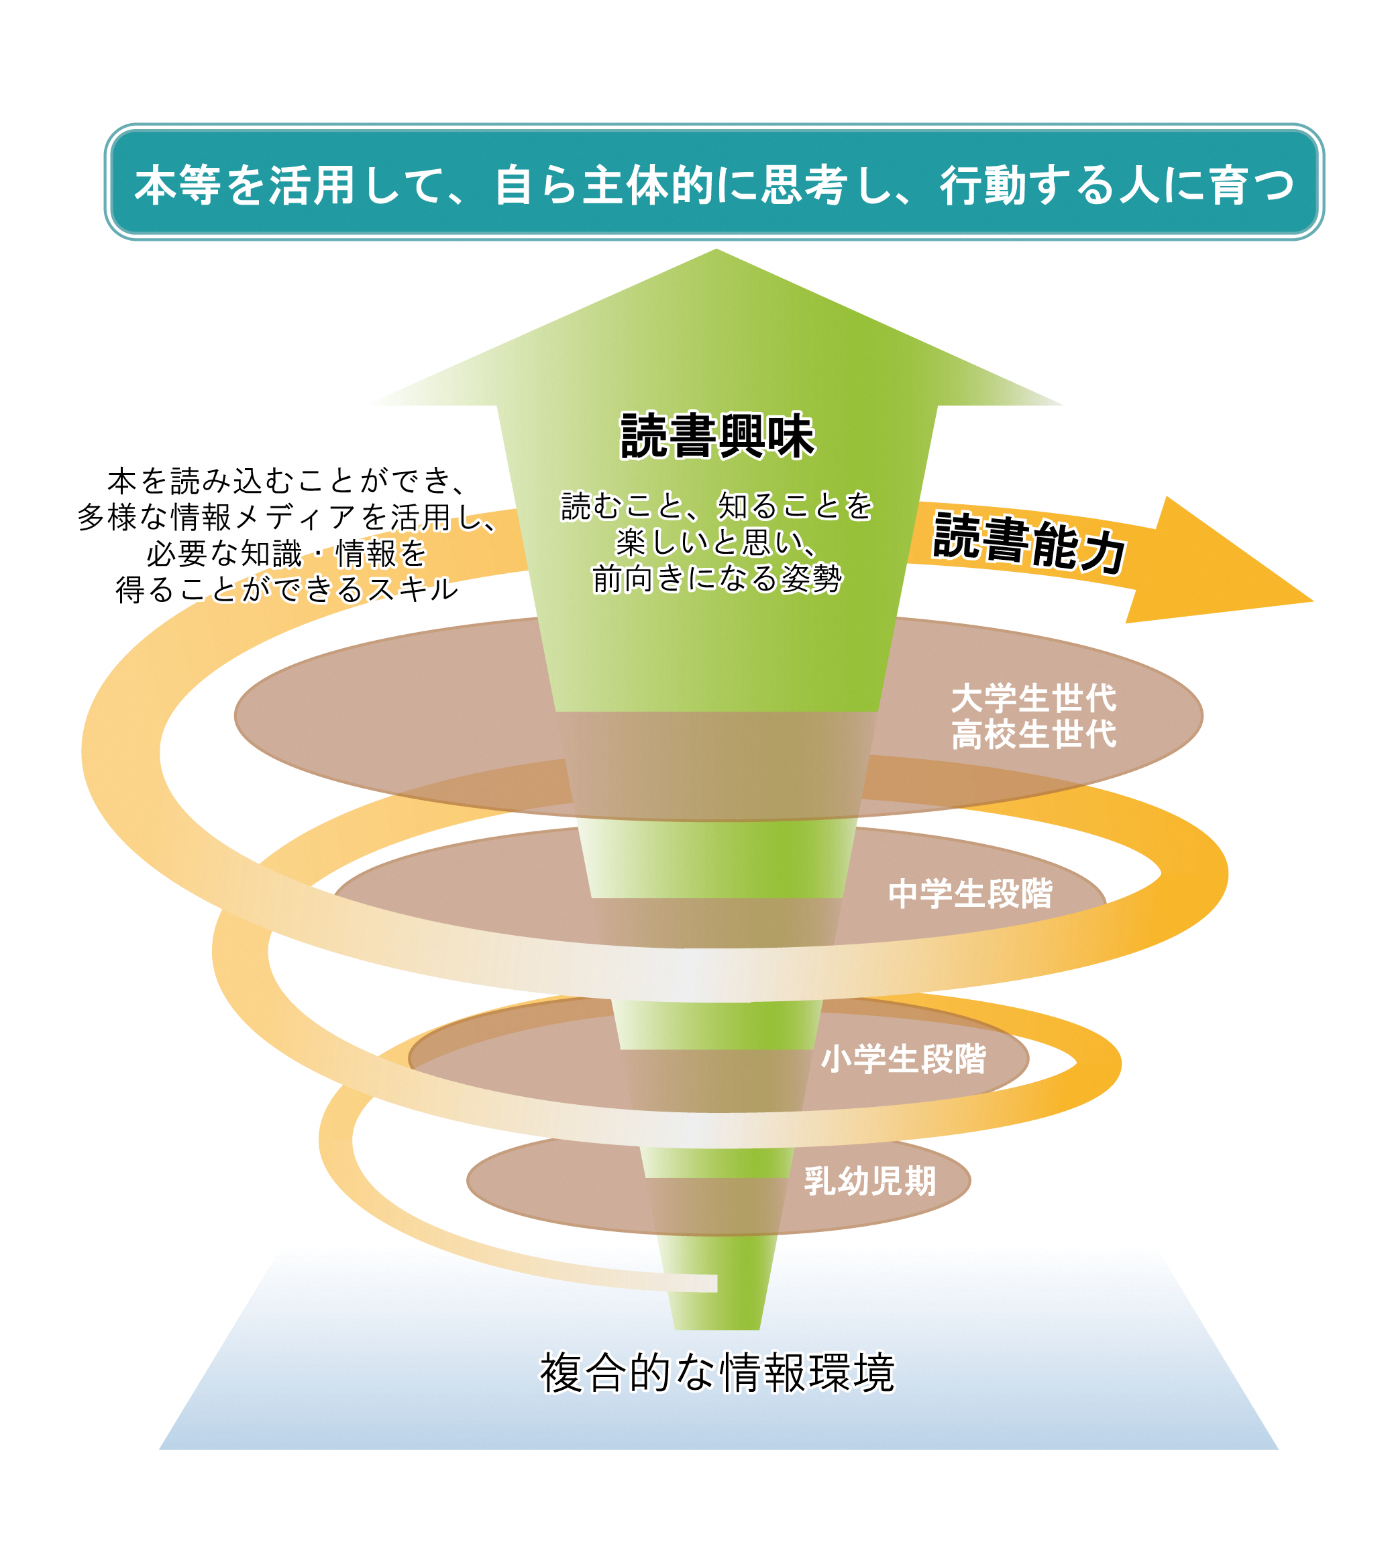 本等を活用して、自ら主体的に思考し、行動する人に育つ
読書興味
読むこと、知ることを
楽しいと思い、
前向きになる姿勢
本を読み込むことができ、
多様な情報メディアを活用し、
必要な知識・情報を
得ることができるスキル
読書能力
大学生世代
高校生世代
中学生段階
小学生段階
乳幼児期
複合的な情報環境